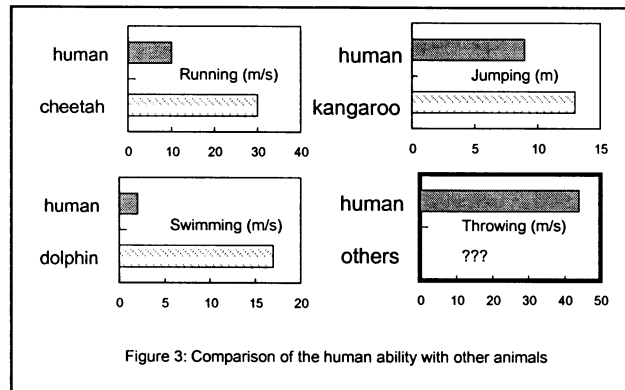 human
Running (m/s)
cheetah
0 10 20 30 40
human
Jumping (m)
kangaroo
0 5 10 15
human
Swimming (m/s)
dolphin
0 10 20
human
Throwing (m/s)
others ???
0 10 20 30 40 50
Figure 3: Comparison of the human ability with other animals